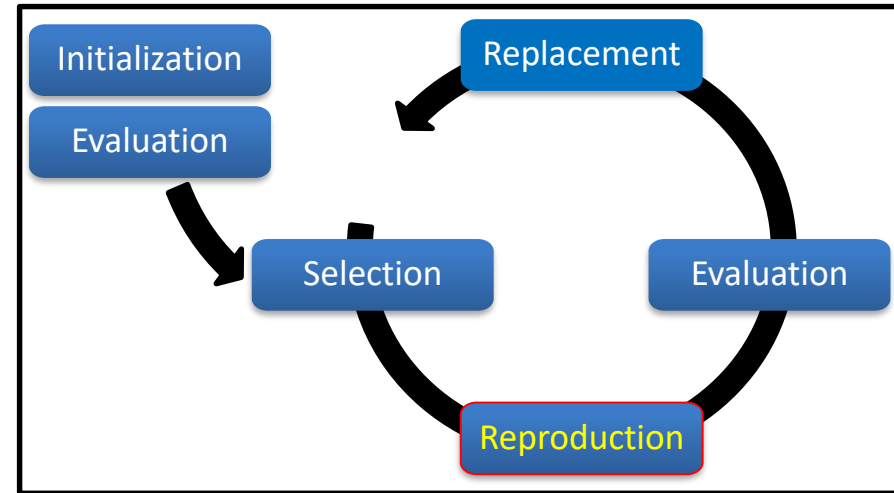 Initialization
Replacement
Evaluation
Selection
Evaluation
Reproduction